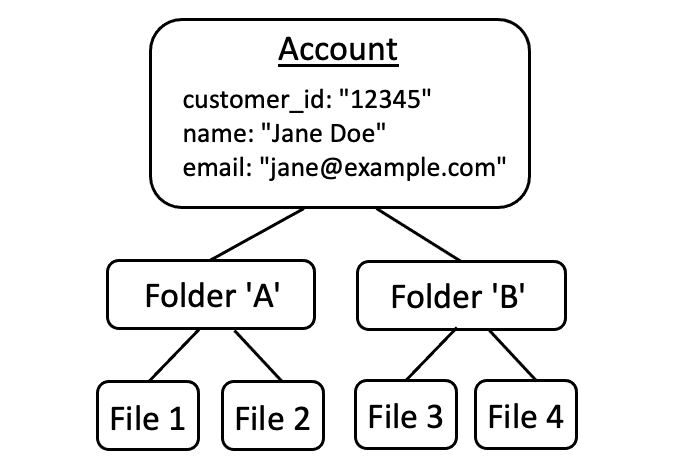 Account
customer_id: "12345"
name: "Jane Doe"
email: "jane@example.com"
Folder 'A'
Folder 'B'
File 1
File 2
File 3
File 4